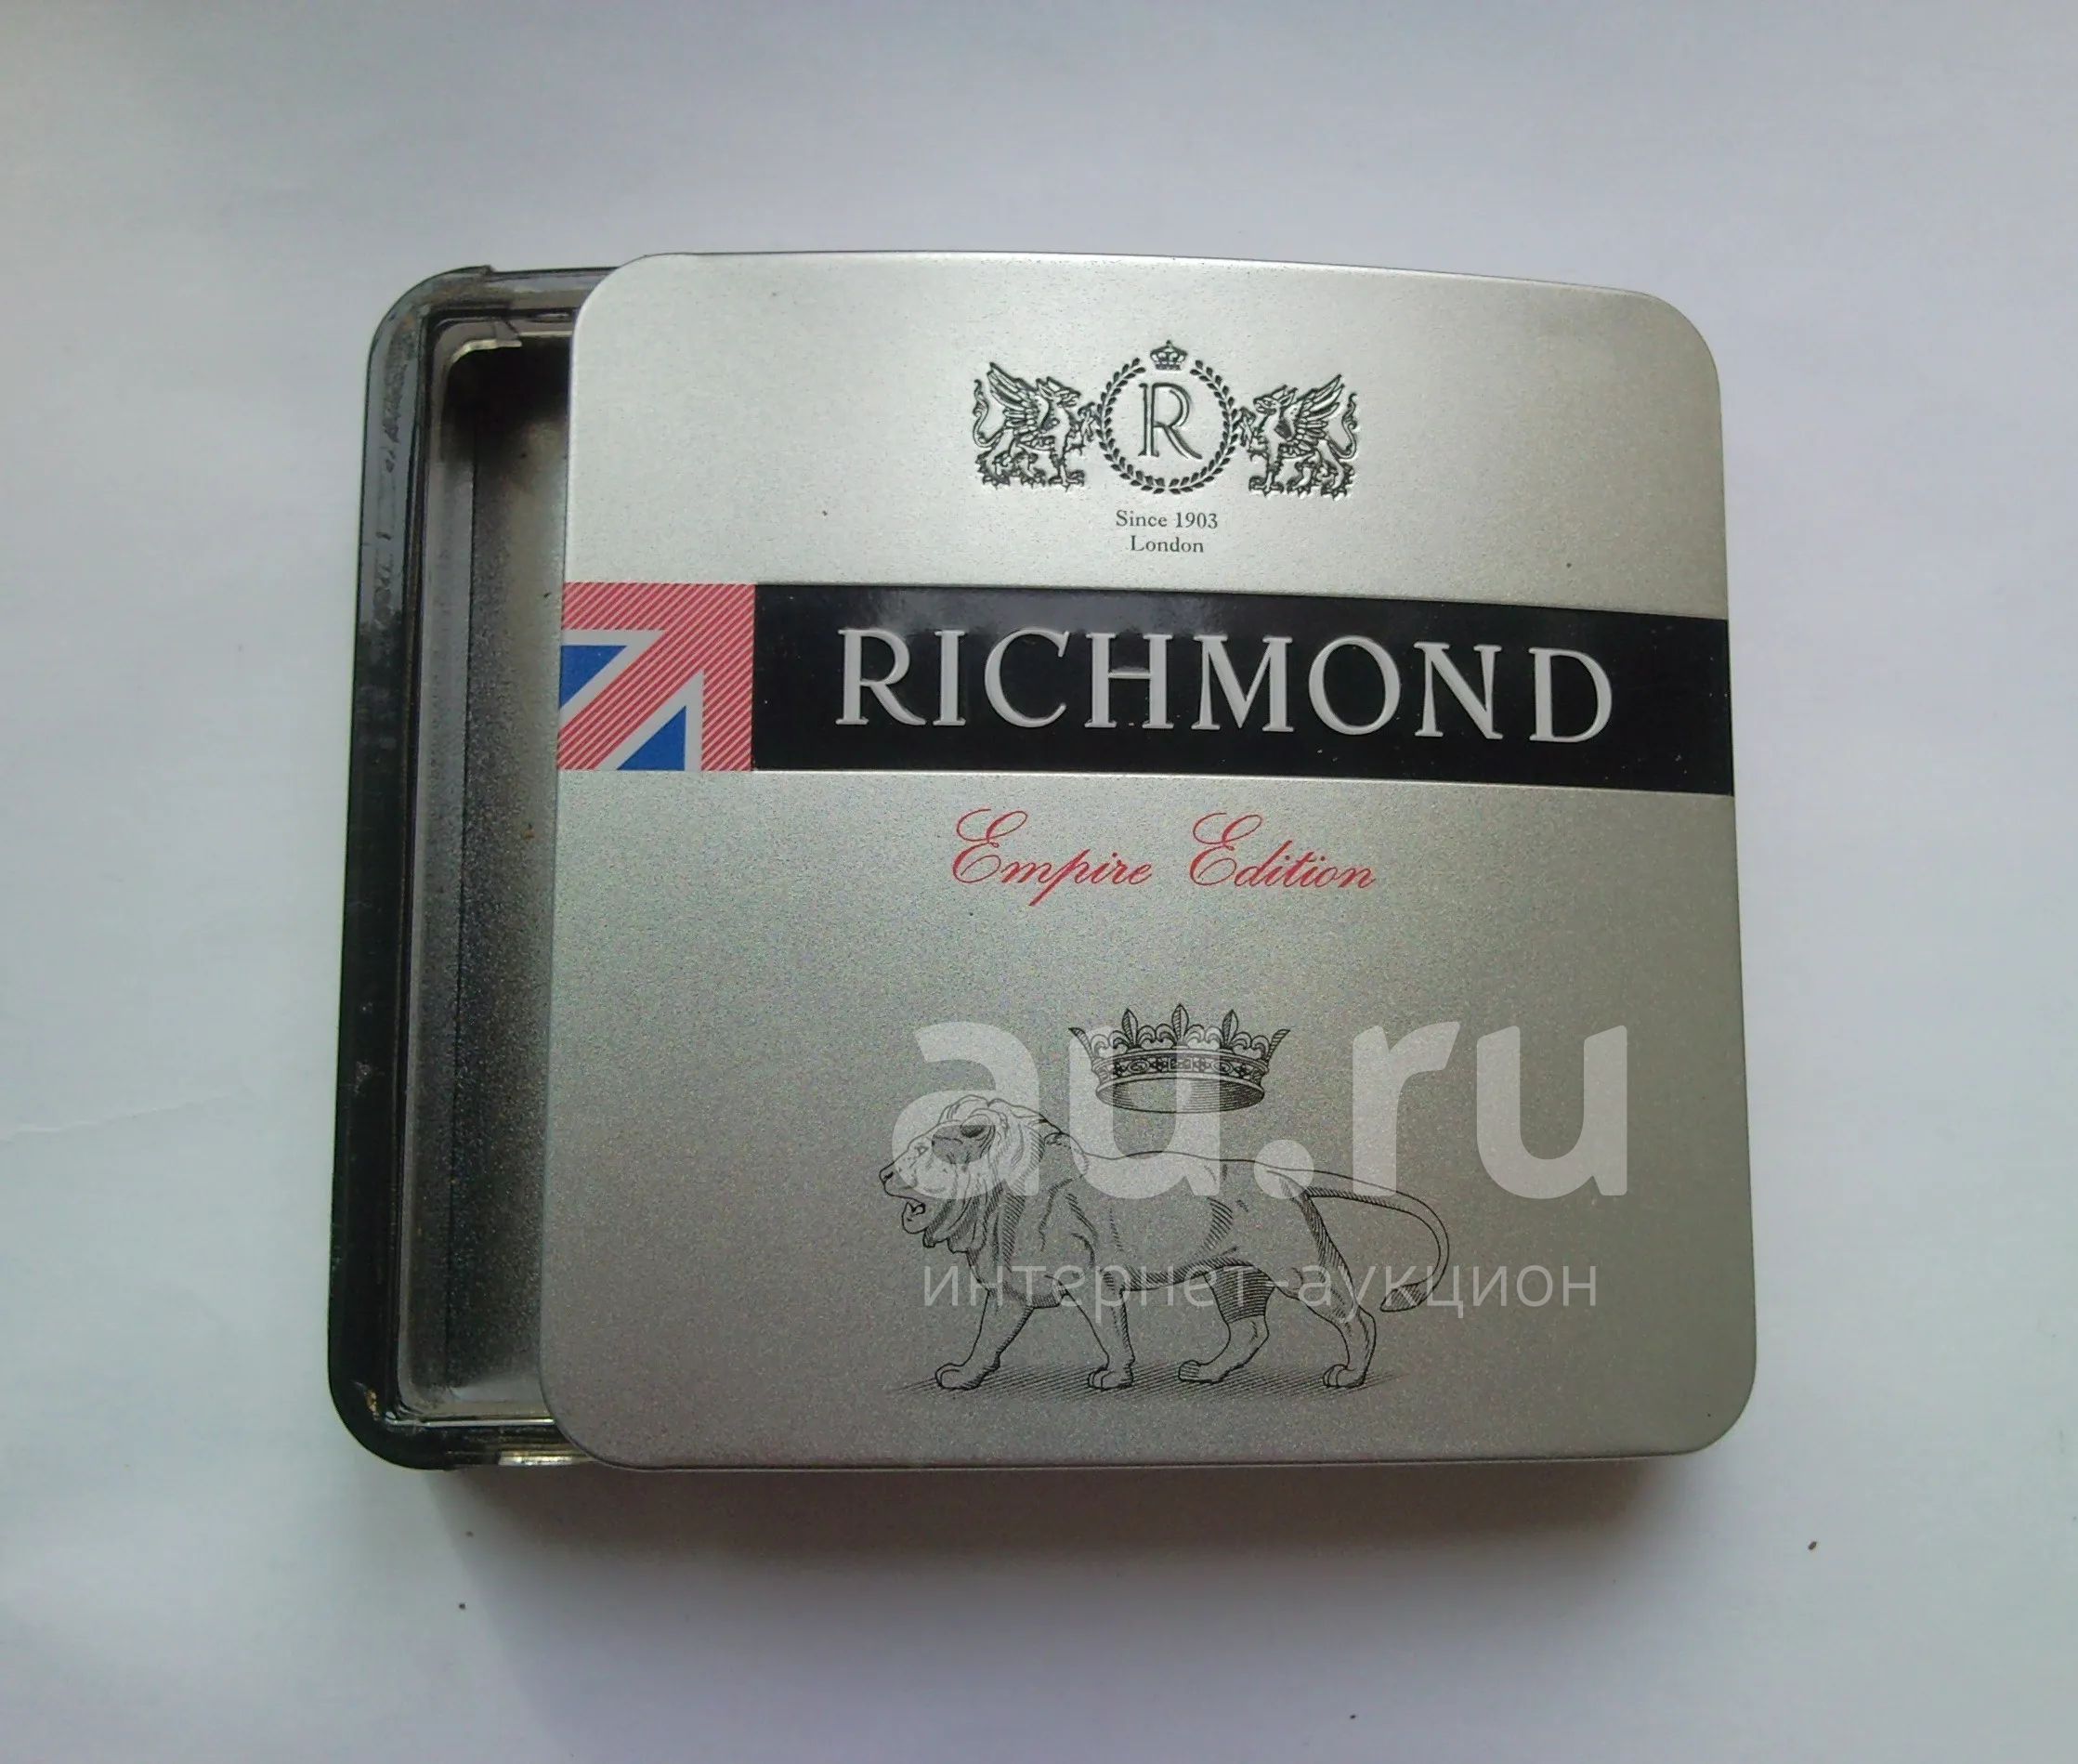 R
Since 1903
London
RICHMOND
Empire Edition
au.ru
интернет-аукцион